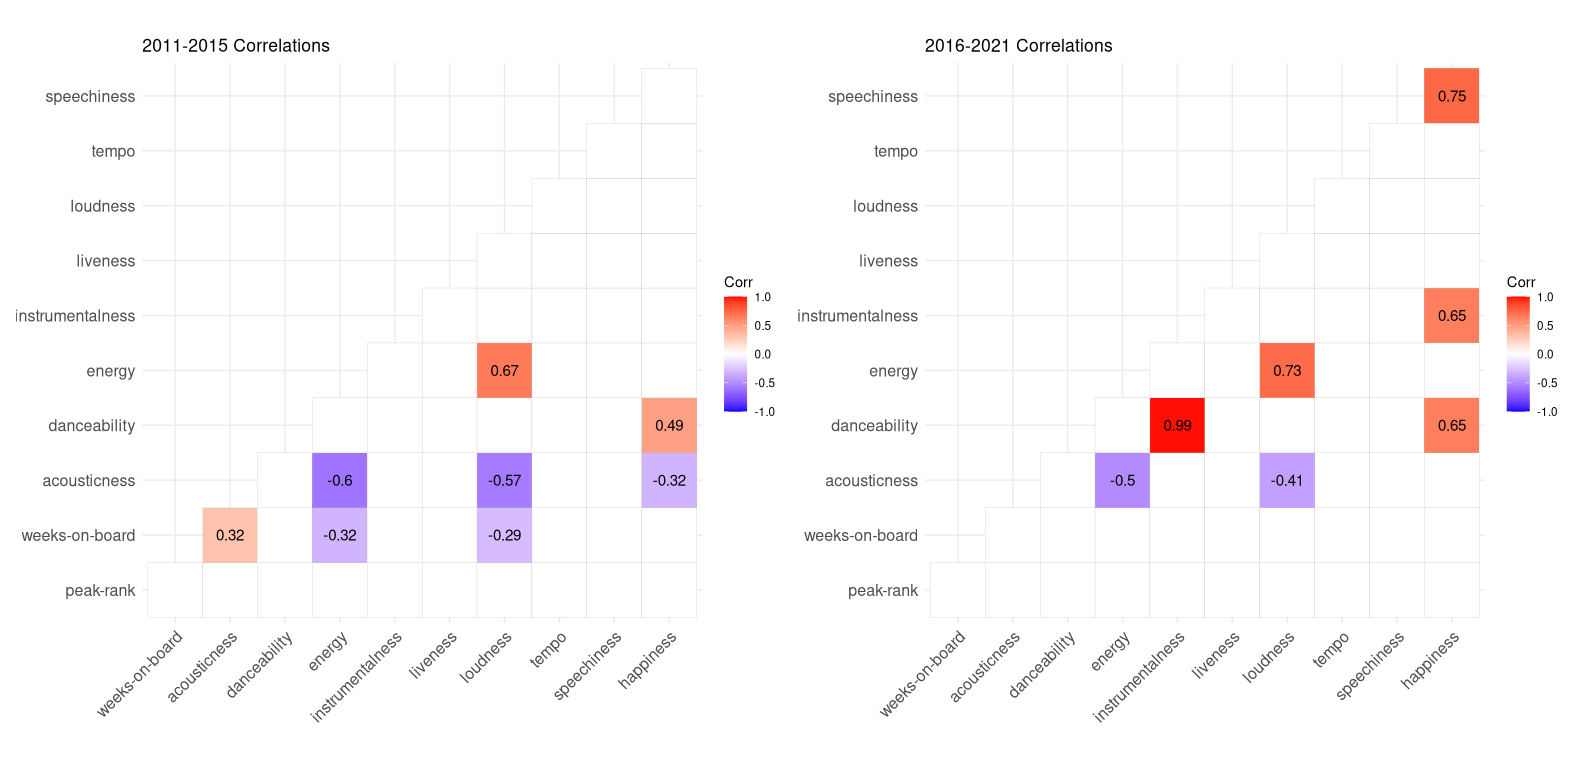 2011-2015 Correlations
speechiness
tempo
loudness
liveness
instrumentalness
energy 0.67
danceability 0.49
acousticness -0.6 -0.57 -0.32
weeks-on-board 0.32 -0.32 -0.29
peak-rank
weeks-on-board acousticness danceability energy instrumentalness liveness loudness tempo speechiness happiness
Corr
1.0
0.5
0.0
-0.5
-1.0
2016-2021 Correlations
speechiness 0.75
tempo
loudness
liveness
instrumentalness 0.65
energy 0.73
danceability 0.99 0.65
acousticness -0.5 -0.41
weeks-on-board
peak-rank
weeks-on-board acousticness danceability energy instrumentalness liveness loudness tempo speechiness happiness
Corr
1.0
0.5
0.0
-0.5
-1.0